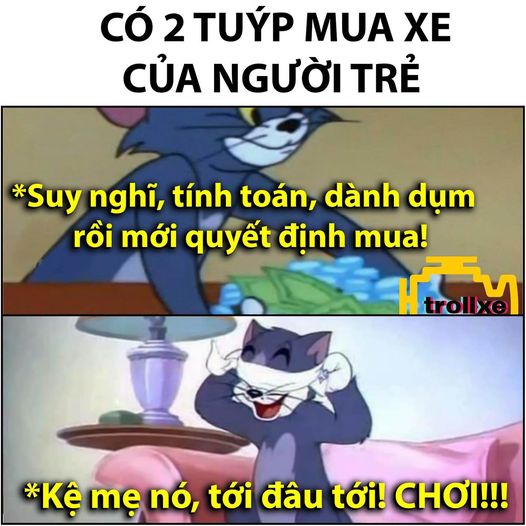 CÓ 2 TUÝP MUA XE
CỦA NGƯỜI TRẺ
*Suy nghĩ, tính toán, dành dụm
rồi mới quyết định mua!
trollxe
*Kệ mẹ nó, tới đâu tới! CHƠI!!!